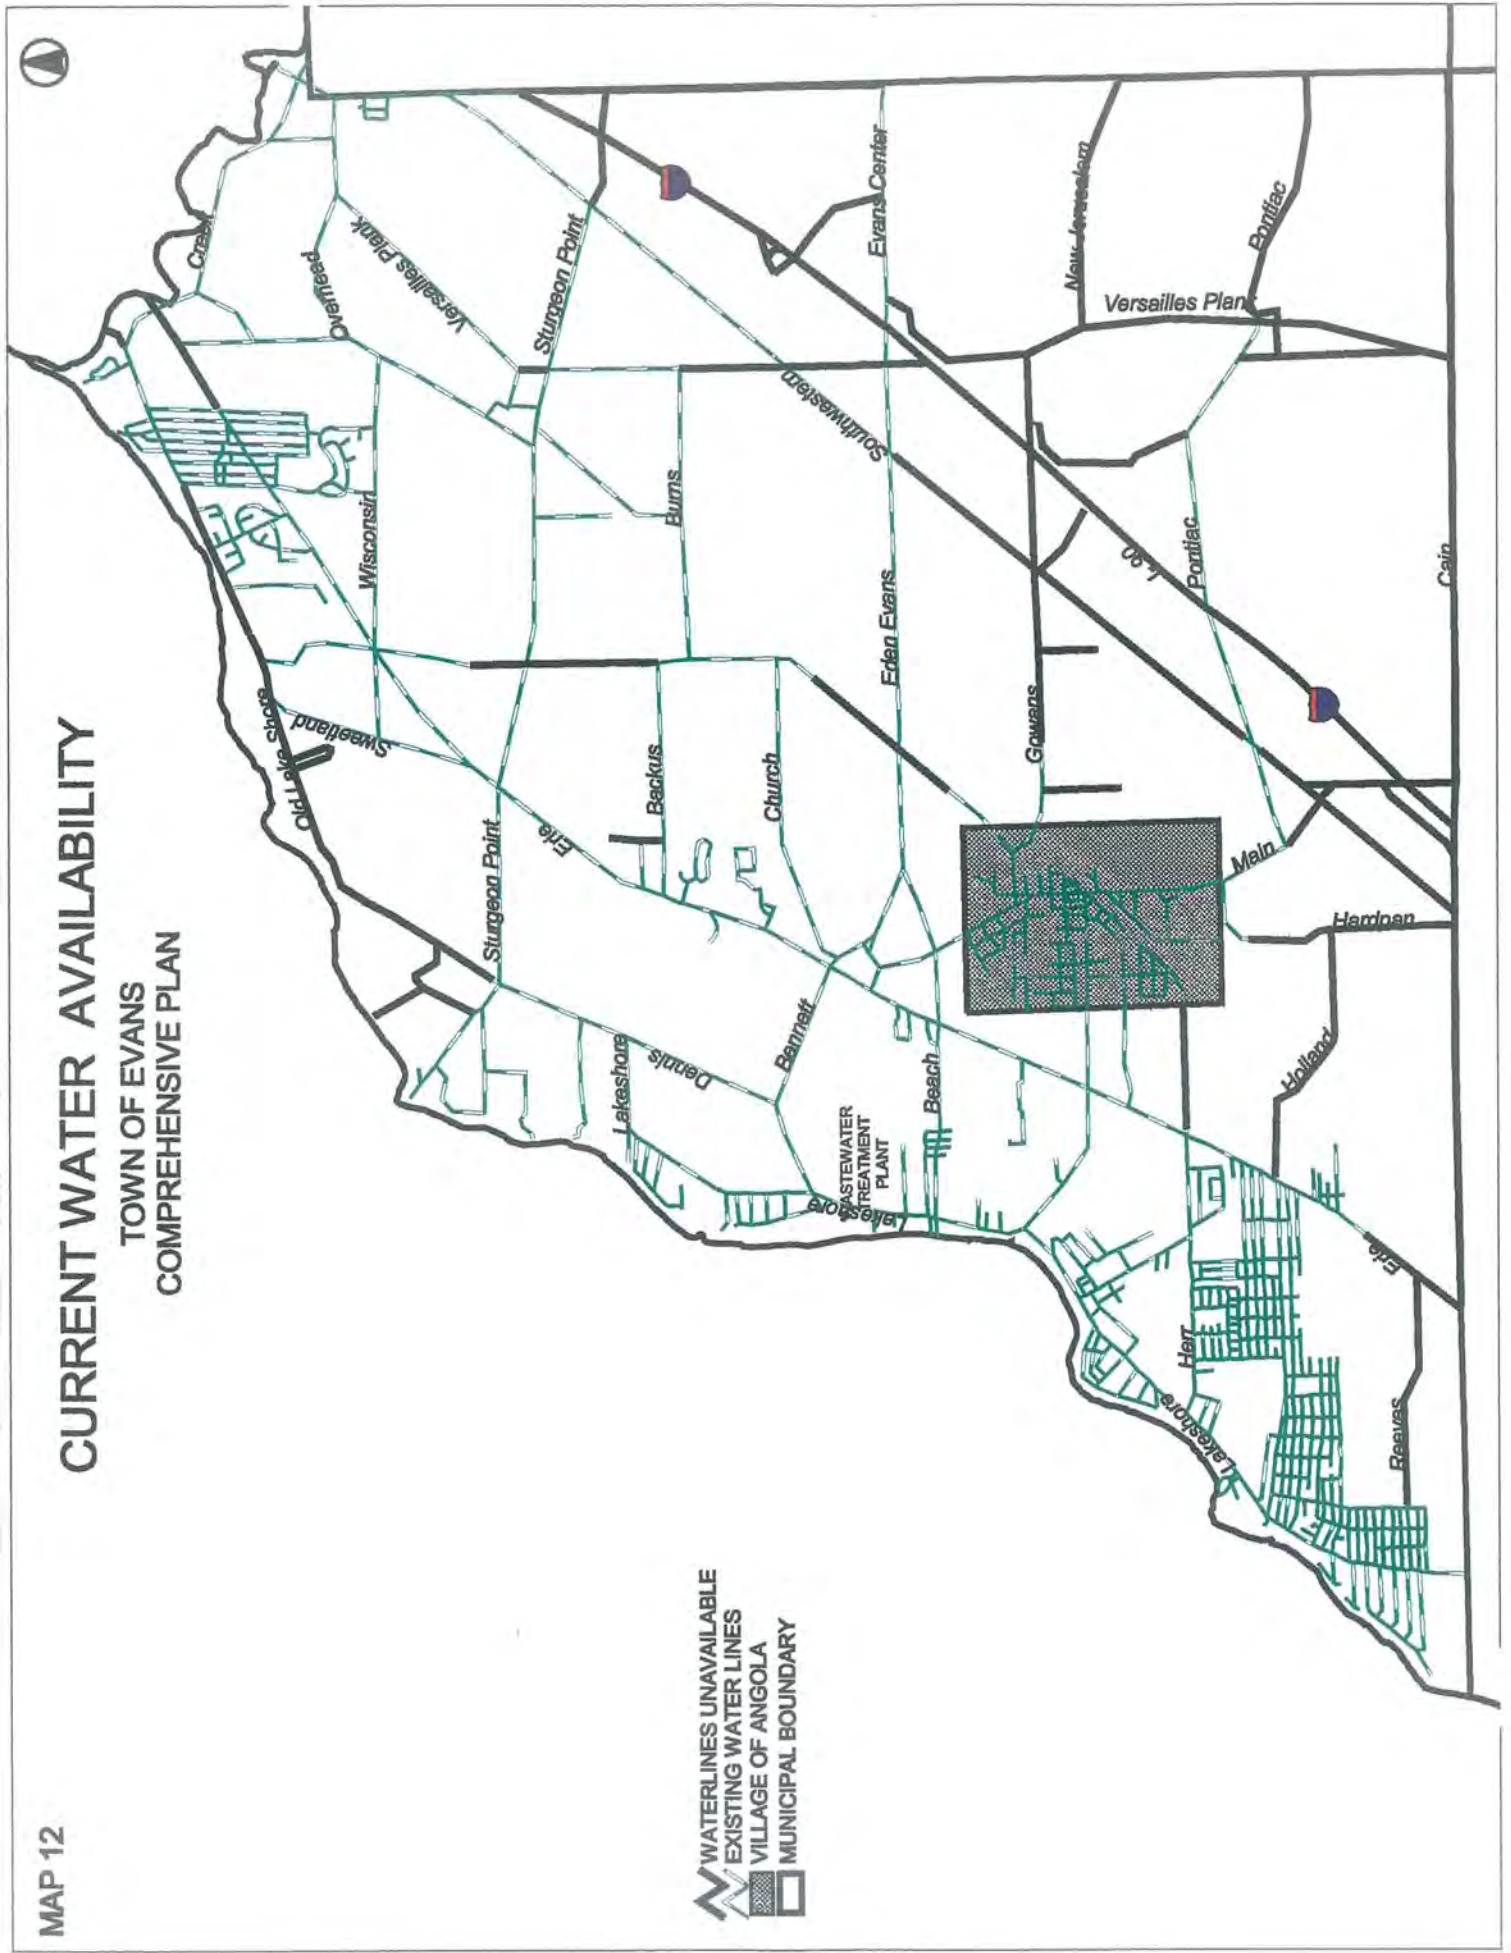 MAP 12
CURRENT WATER AVAILABILITY
TOWN OF EVANS
COMPREHENSIVE PLAN
WATERLINES UNAVAILABLE
EXISTING WATER LINES
VILLAGE OF ANGOLA
MUNICIPAL BOUNDARY
Creek
Overhead
Versailles Plank
Sturgeon Point
Wisconsin
Burns
Southwestern
Evans Center
New Jerusalem
Pontiac
Versailles Plan
Old Lake Shore
Sweetland
Sturgeon Point
Erie
Backus
Church
Eden Evans
Gowans
I-90
Pontiac
Cain
Main
Hardpan
Holland
Lakeshore
Dennis
Bennett
Beach
WASTEWATER
TREATMENT
PLANT
Lakeshore
Herr
Lakeshore
Erie
Reeves